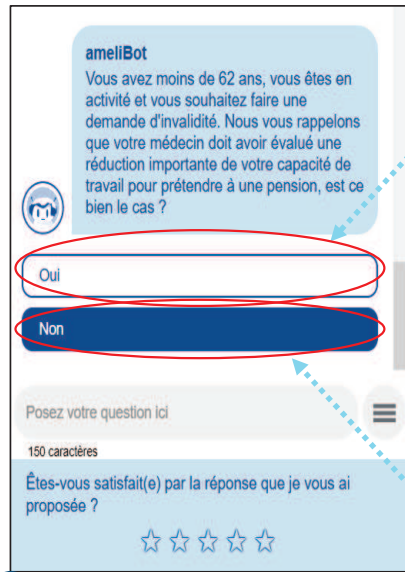 ameliBot
Vous avez moins de 62 ans, vous êtes en
activité et vous souhaitez faire une
demande d'invalidité. Nous vous rappelons
que votre médecin doit avoir évalué une
réduction importante de votre capacité de
travail pour prétendre à une pension, est ce
bien le cas ?
Oui
Non
Posez votre question ici
150 caractères
Êtes-vous satisfait(e) par la réponse que je vous ai
proposée ?